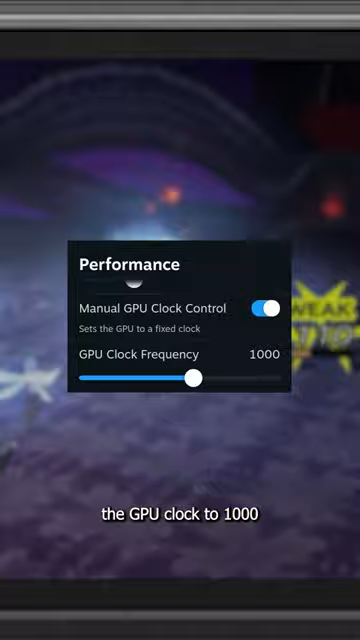 Performance
Manual GPU Clock Control
Sets the GPU to a fixed clock
GPU Clock Frequency 1000
WEAK
the GPU clock to 1000